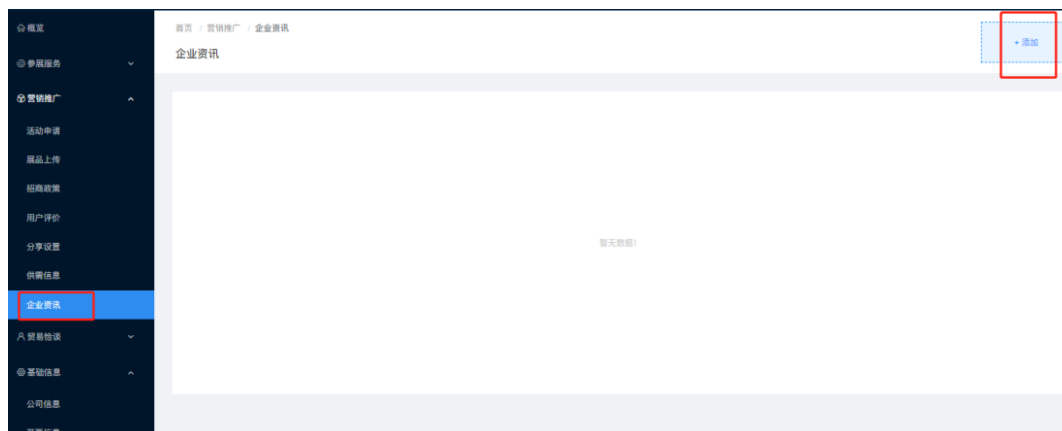 概览
参展服务
营销推广
活动申请
展品上传
招商政策
用户评价
分享设置
供需信息
企业资讯
贸易洽谈
基础信息
公司信息
首页 / 营销推广 / 企业资讯
企业资讯
+ 添加
暂无数据!